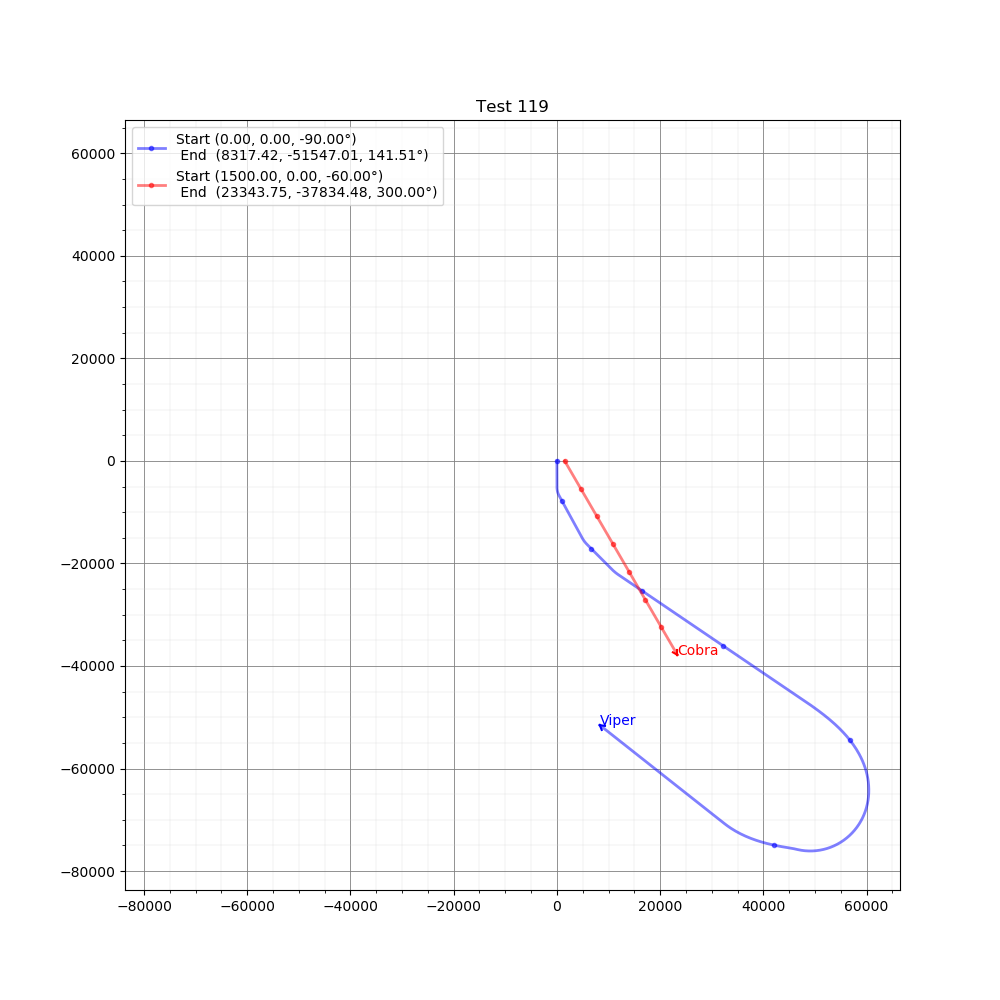 Test 119
Start (0.00, 0.00, -90.00°)
End (8317.42, -51547.01, 141.51°)
Start (1500.00, 0.00, -60.00°)
End (23343.75, -37834.48, 300.00°)
60000
40000
20000
0
−20000
−40000
−60000
−80000
Cobra
Viper
−80000 −60000 −40000 −20000 0 20000 40000 60000